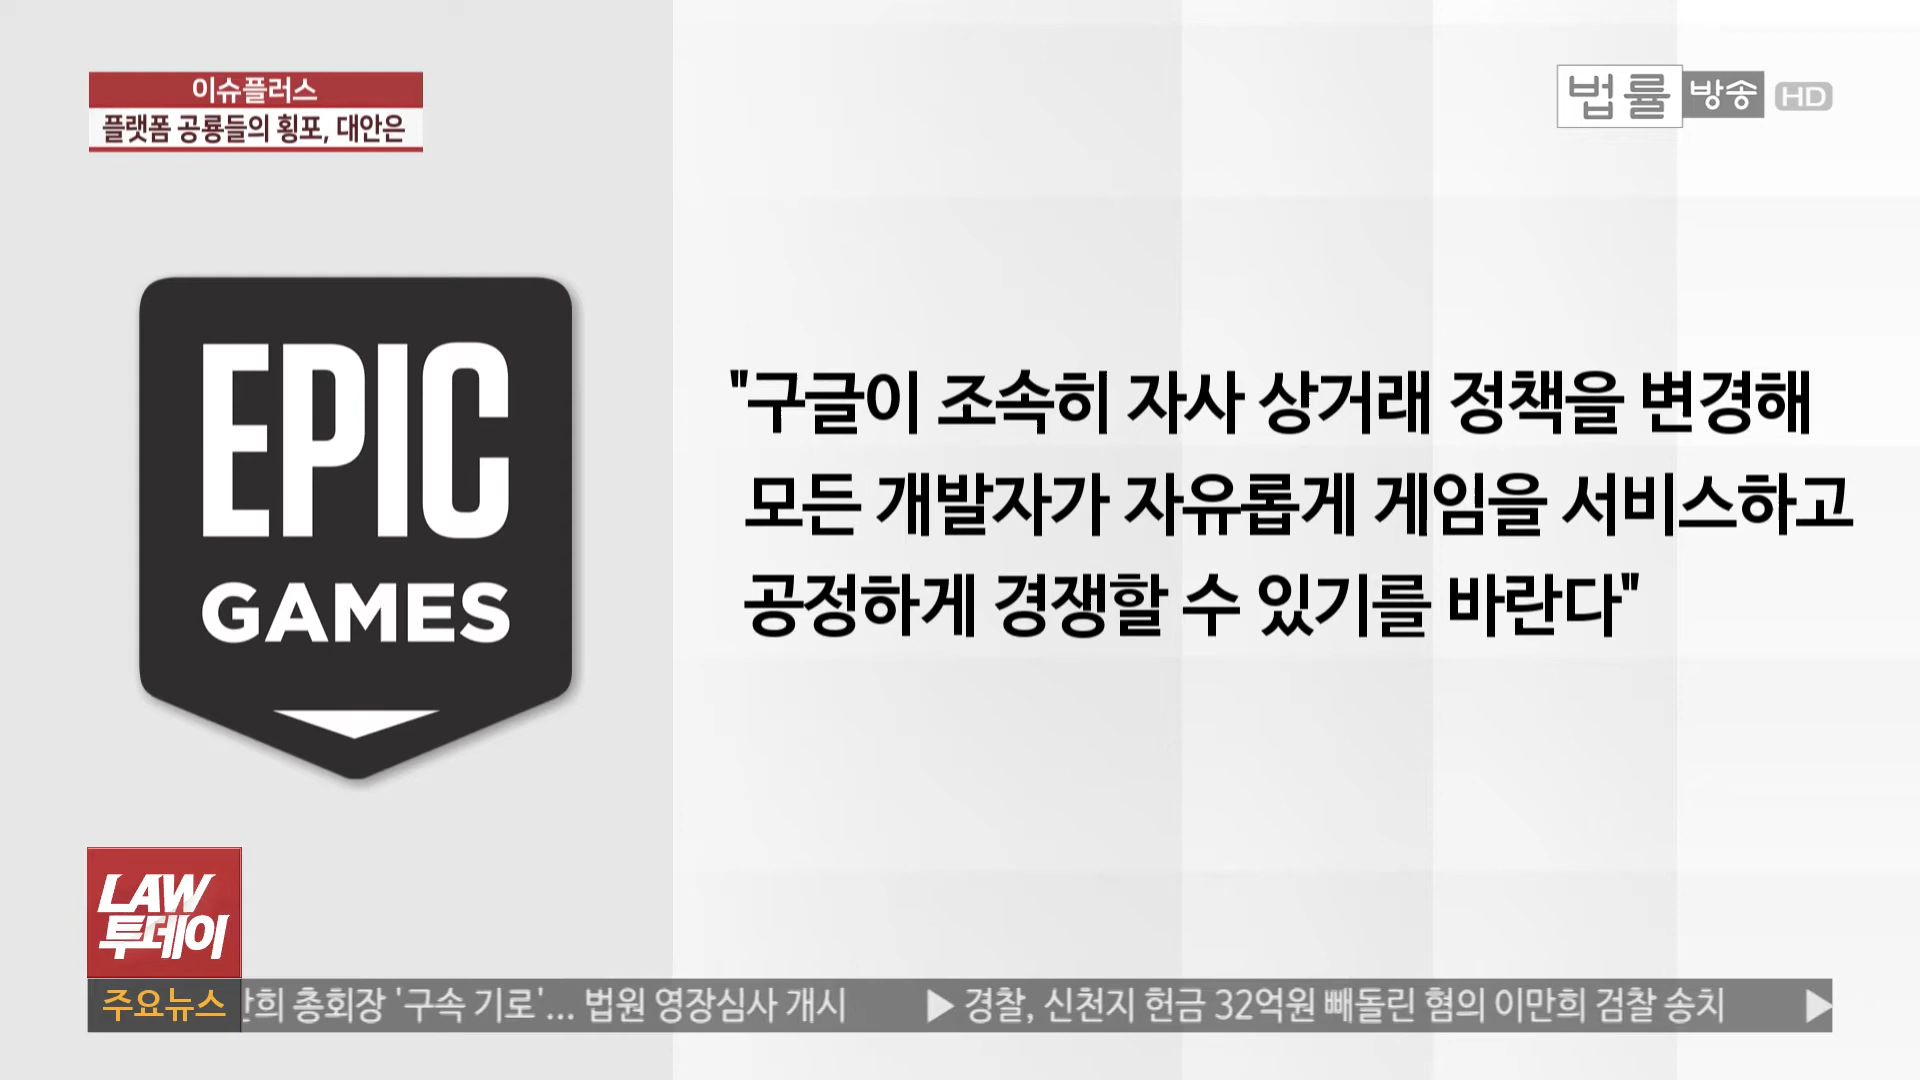 이슈플러스
플랫폼 공룡들의 횡포, 대안은
법률방송 HD
EPIC
GAMES
"구글이 조속히 자사 상거래 정책을 변경해
모든 개발자가 자유롭게 게임을 서비스하고
공정하게 경쟁할 수 있기를 바란다"
LAW
투데이
주요뉴스 희 총회장 '구속 기로'... 법원 영장심사 개시 ▶ 경찰, 신천지 헌금 32억원 빼돌린 혐의 이만희 검찰 송치 ▶